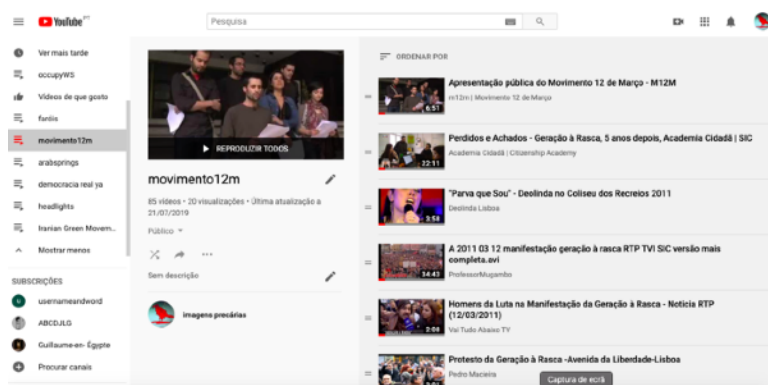 YouTube PT
Pesquisa
Ver mais tarde
occupyWS
Vídeos de que gosto
faróis
movimento12m
arabsprings
democracia real ya
headlights
Iranian Green Movem...
Mostrar menos
SUBSCRIÇÕES
usernameandword
ABCDJLG
Guillaume-en- Égypte
Procurar canais
REPRODUZIR TODOS
movimento12m
85 vídeos • 20 visualizações • Última atualização a
21/07/2019
Público
Sem descrição
imagens precárias
ORDENAR POR
6:51
Apresentação pública do Movimento 12 de Março - M12M
m12m | Movimento 12 de Março
22:11
Perdidos e Achados - Geração à Rasca, 5 anos depois, Academia Cidadã | SIC
Academia Cidadã | Citizenship Academy
3:58
"Parva que Sou" - Deolinda no Coliseu dos Recreios 2011
Deolinda Lisboa
34:43
A 2011 03 12 manifestação geração à rasca RTP TVI SIC versão mais
completa.avi
ProfessorMugambo
2:06
Homens da Luta na Manifestação da Geração à Rasca - Noticia RTP
(12/03/2011)
Vai Tudo Abaixo TV
Protesto da Geração à Rasca -Avenida da Liberdade-Lisboa
Pedro Maceira
Captura de ecrã